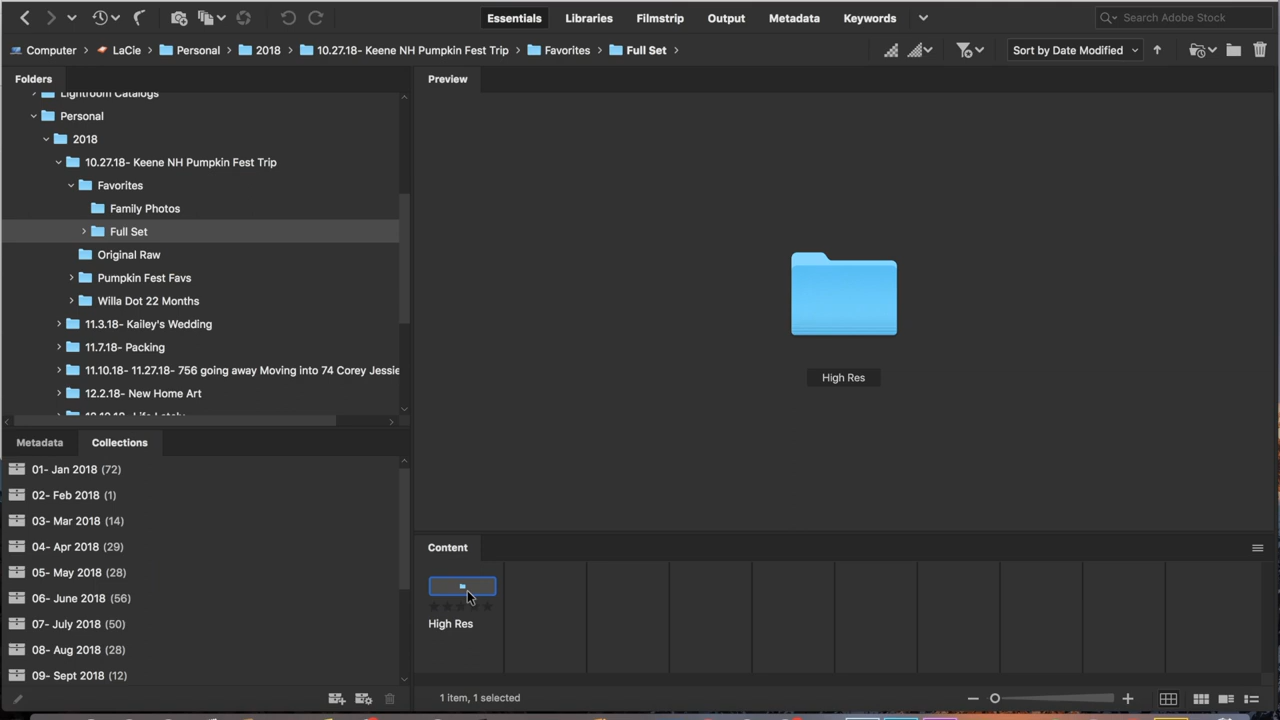 Essentials
Libraries
Filmstrip
Output
Metadata
Keywords
Search Adobe Stock
Computer
LaCie
Personal
2018
10.27.18- Keene NH Pumpkin Fest Trip
Favorites
Full Set
Sort by Date Modified
Folders
Lightroom Catalogs
Personal
2018
10.27.18- Keene NH Pumpkin Fest Trip
Favorites
Family Photos
Full Set
Original Raw
Pumpkin Fest Favs
Willa Dot 22 Months
11.3.18- Kailey's Wedding
11.7.18- Packing
11.10.18- 11.27.18- 756 going away Moving into 74 Corey Jessie
12.2.18- New Home Art
Preview
High Res
Metadata
Collections
01- Jan 2018 (72)
02- Feb 2018 (1)
03- Mar 2018 (14)
04- Apr 2018 (29)
05- May 2018 (28)
06- June 2018 (56)
07- July 2018 (50)
08- Aug 2018 (28)
09- Sept 2018 (12)
Content
High Res
1 item, 1 selected